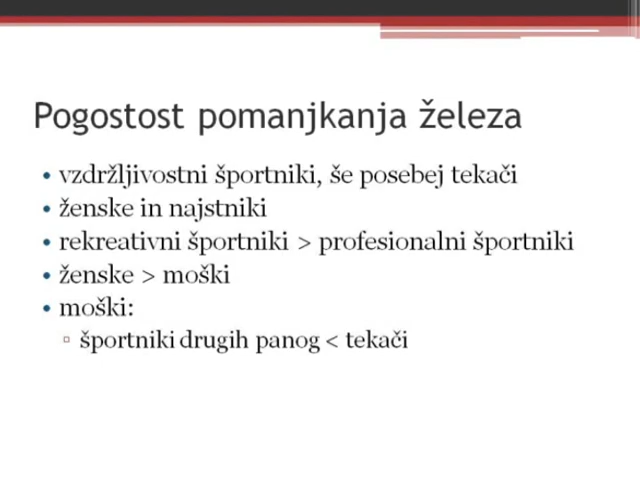 Pogostost pomanjkanja železa
• vzdržljivostni športniki, še posebej tekači
• ženske in najstniki
• rekreativni športniki > profesionalni športniki
• ženske > moški
• moški:
▫ športniki drugih panog < tekači